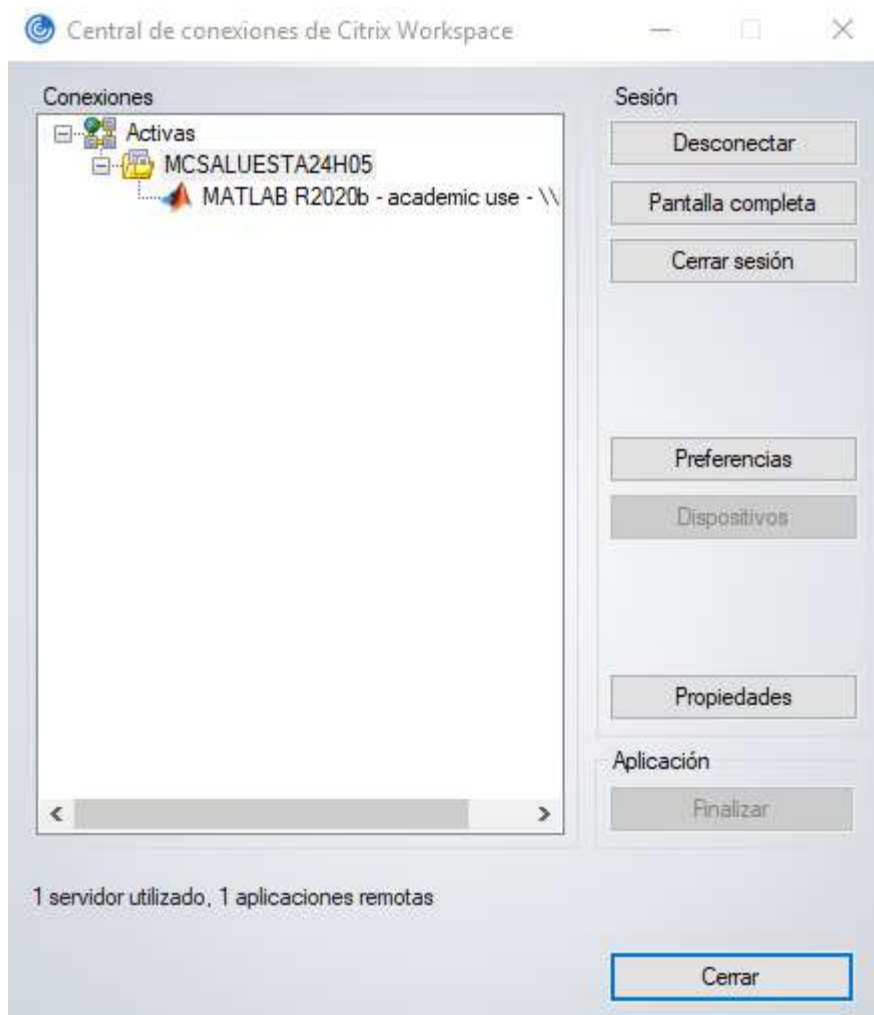 Central de conexiones de Citrix Workspace
Conexiones
Activas
MCSALUESTA24H05
MATLAB R2020b - academic use - \\
Sesión
Desconectar
Pantalla completa
Cerrar sesión
Preferencias
Dispositivos
Propiedades
Aplicación
Finalizar
1 servidor utilizado, 1 aplicaciones remotas
Cerrar